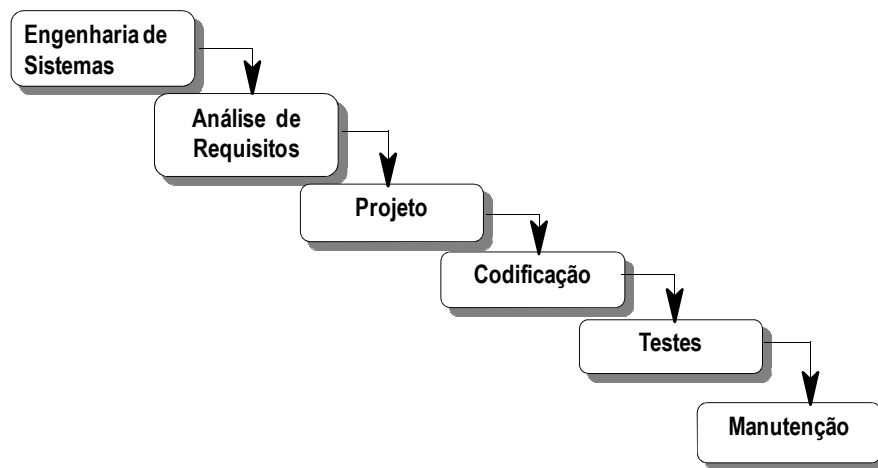 Engenharia de
Sistemas
Análise de
Requisitos
Projeto
Codificação
Testes
Manutenção